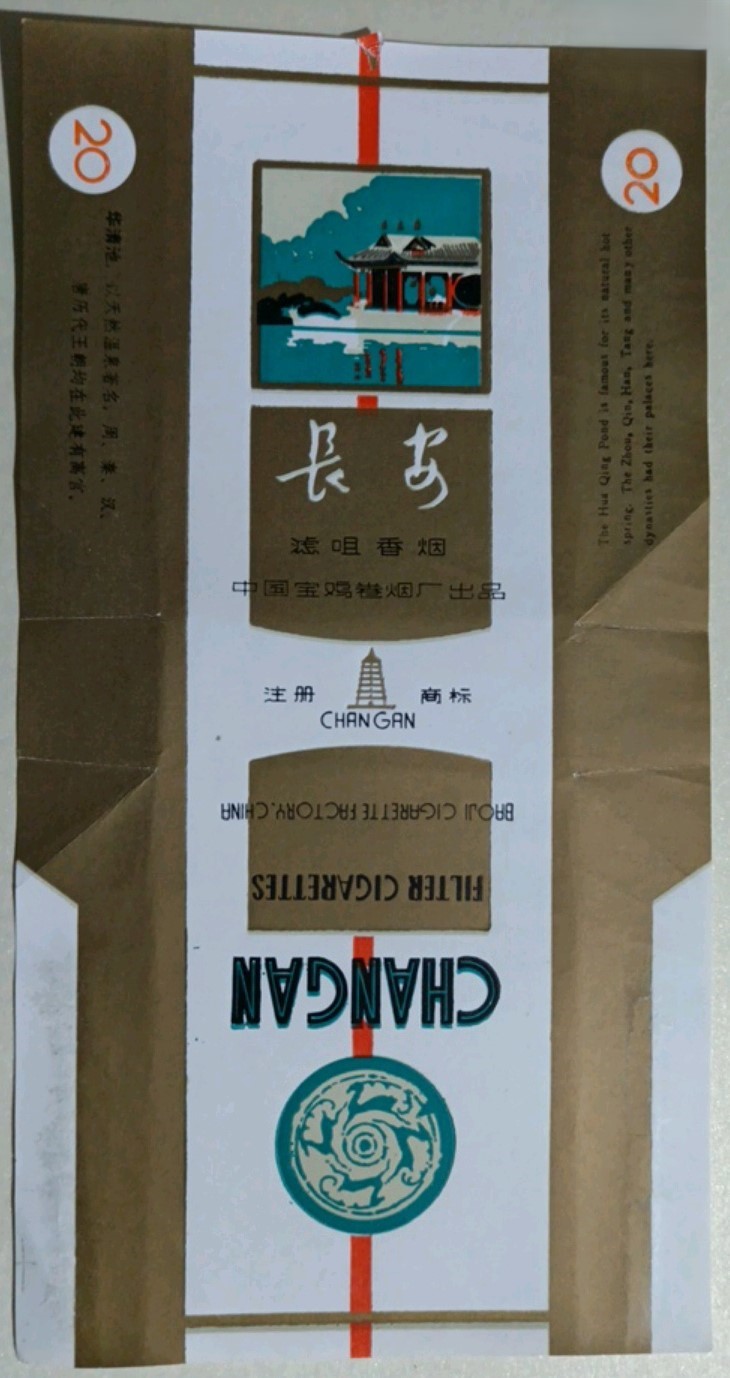 20
华清池，以天然温泉著名，周、秦、汉、
唐历代王朝均在此建有离宫。
20
The Hua Qing Pond is famous for its natural hot
spring. The Zhou, Qin, Han, Tang and many other
dynasties had their palaces here.
長安
滤咀香烟
中国宝鸡卷烟厂出品
注册 商标
CHANGAN
BAOJI CIGARETTE FACTORY, CHINA
FILTER CIGARETTES
CHANGAN